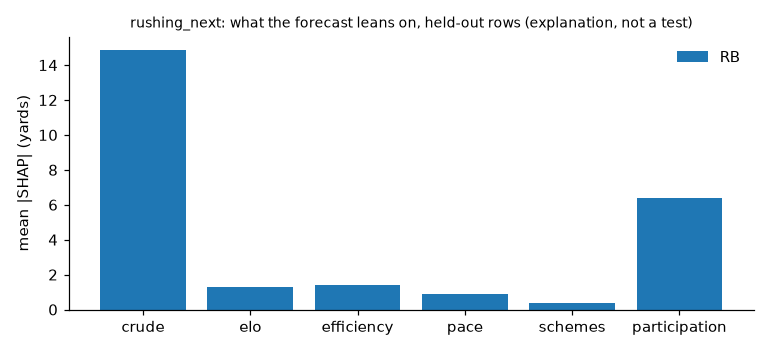 rushing_next: what the forecast leans on, held-out rows (explanation, not a test)
RB
mean |SHAP| (yards)
14
12
10
8
6
4
2
0
crude elo efficiency pace schemes participation